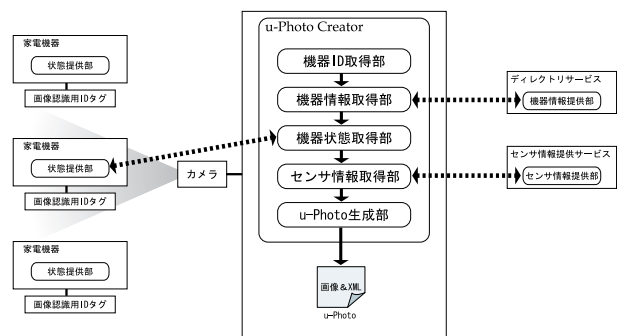 家電機器
状態提供部
画像認識用IDタグ
家電機器
状態提供部
画像認識用IDタグ
家電機器
状態提供部
画像認識用IDタグ
カメラ
u-Photo Creator
機器ID取得部
機器情報取得部
機器状態取得部
センサ情報取得部
u-Photo生成部
画像&XML
u-Photo
ディレクトリサービス
機器情報提供部
センサ情報提供サービス
センサ情報提供部